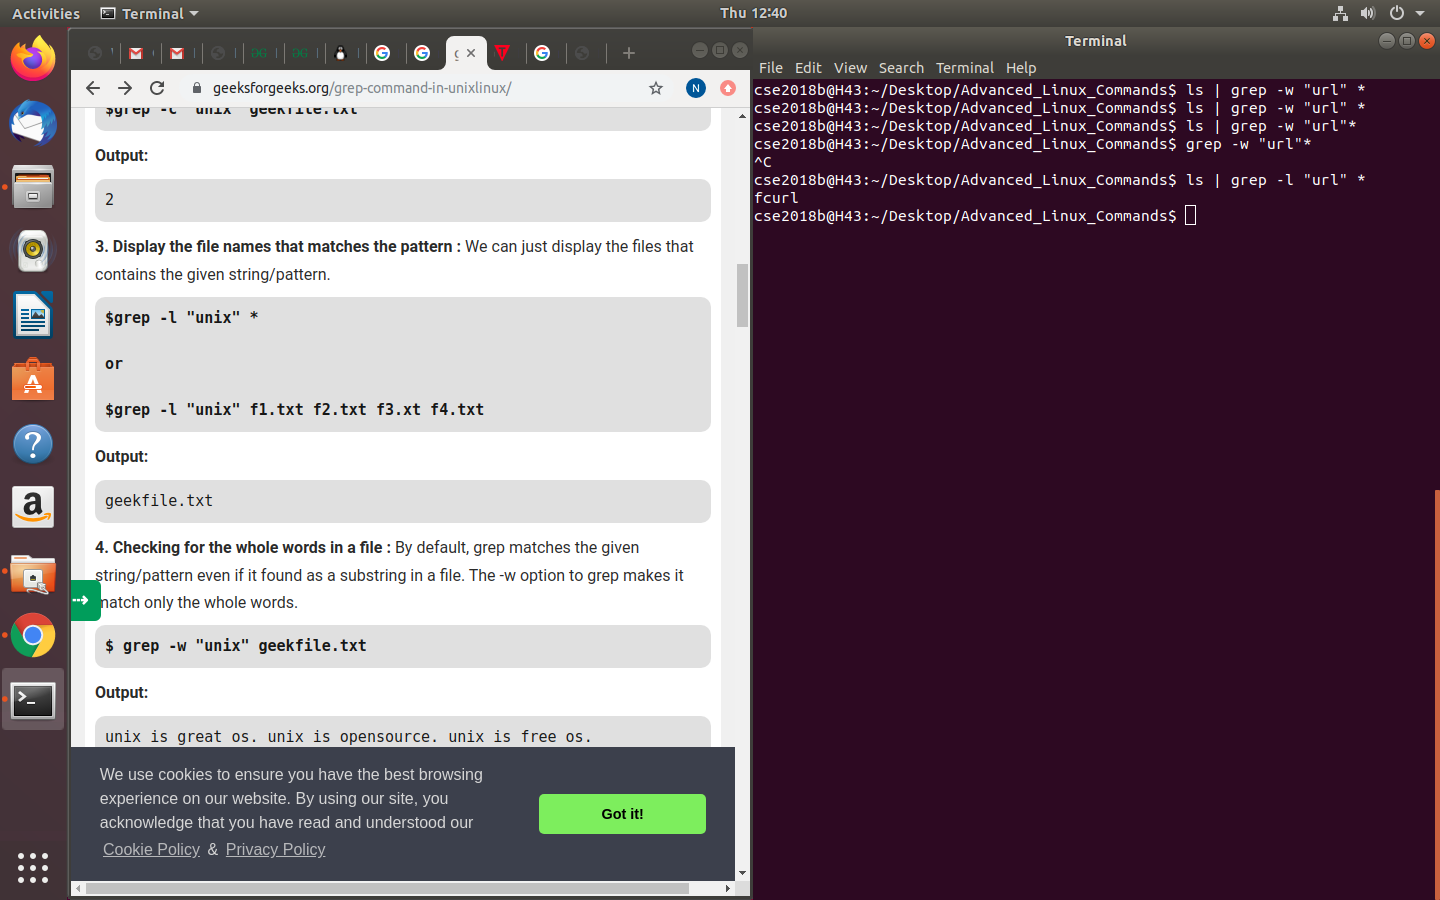 Activities
Terminal
Thu 12:40
geeksforgeeks.org/grep-command-in-unixlinux/
N
$grep -c "unix" geekfile.txt
Output:
2
3. Display the file names that matches the pattern : We can just display the files that
contains the given string/pattern.
$grep -l "unix" *
or
$grep -l "unix" f1.txt f2.txt f3.xt f4.txt
Output:
geekfile.txt
4. Checking for the whole words in a file : By default, grep matches the given
string/pattern even if it found as a substring in a file. The -w option to grep makes it
match only the whole words.
$ grep -w "unix" geekfile.txt
Output:
unix is great os. unix is opensource. unix is free os.
We use cookies to ensure you have the best browsing
experience on our website. By using our site, you
acknowledge that you have read and understood our
Cookie Policy & Privacy Policy
Got it!
Terminal
File Edit View Search Terminal Help
cse2018b@H43:~/Desktop/Advanced_Linux_Commands$ ls | grep -w "url" *
cse2018b@H43:~/Desktop/Advanced_Linux_Commands$ ls | grep -w "url" *
cse2018b@H43:~/Desktop/Advanced_Linux_Commands$ ls | grep -w "url"*
cse2018b@H43:~/Desktop/Advanced_Linux_Commands$ grep -w "url"*
^C
cse2018b@H43:~/Desktop/Advanced_Linux_Commands$ ls | grep -l "url" *
fcurl
cse2018b@H43:~/Desktop/Advanced_Linux_Commands$